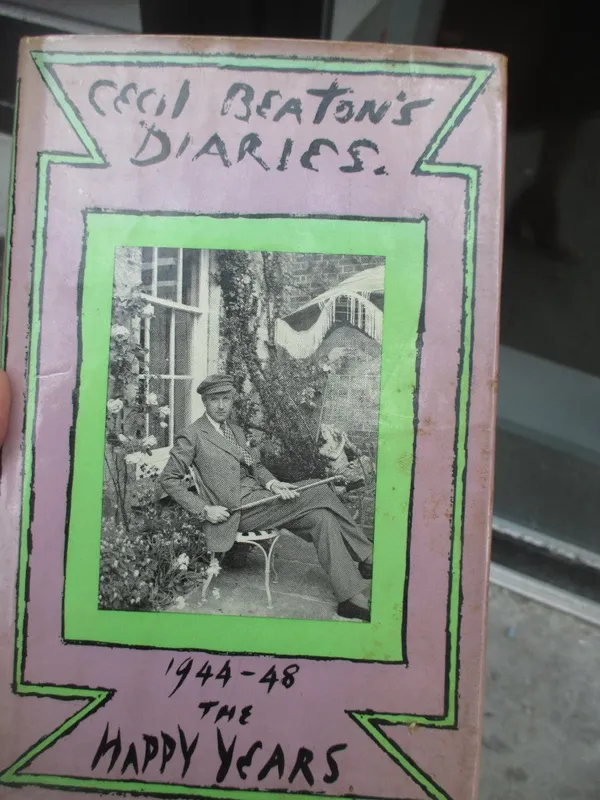 CECIL BEATON'S
DIARIES.
1944-48
THE
HAPPY YEARS